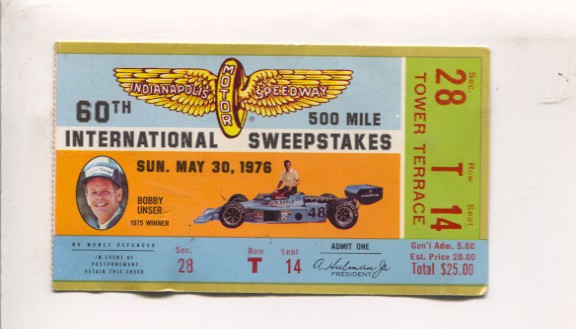 INDIANAPOLIS MOTOR SPEEDWAY
60TH
500 MILE
INTERNATIONAL SWEEPSTAKES
SUN. MAY 30, 1976
BOBBY
UNSER
1975 WINNER
48
NO MONEY REFUNDED
IN EVENT OF
POSTPONEMENT
RETAIN THIS CHECK
Sec.
28
Row
T
Seat
14
ADMIT ONE
A Hulman Jr
PRESIDENT
Sec.
28
TOWER TERRACE
Row
T
Seat
14
Gen'l Adm. 5.00
Est. Price 20.00
Total $25.00